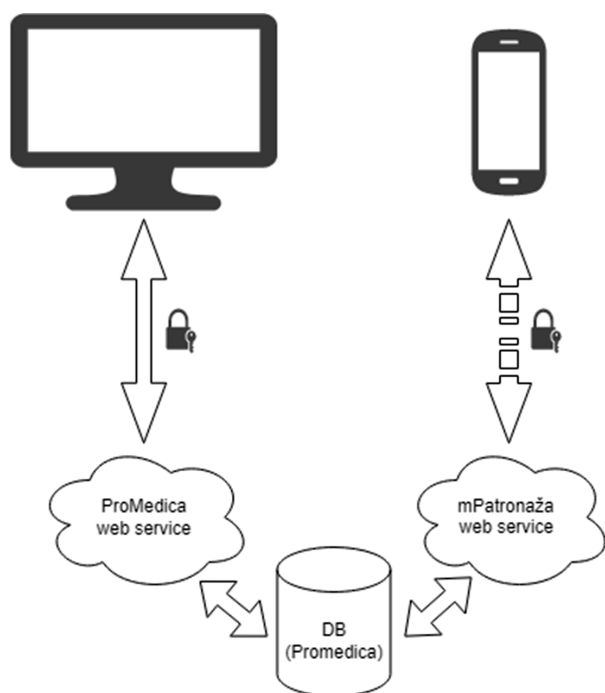 ProMedica
web service
mPatronaža
web service
DB
(Promedica)